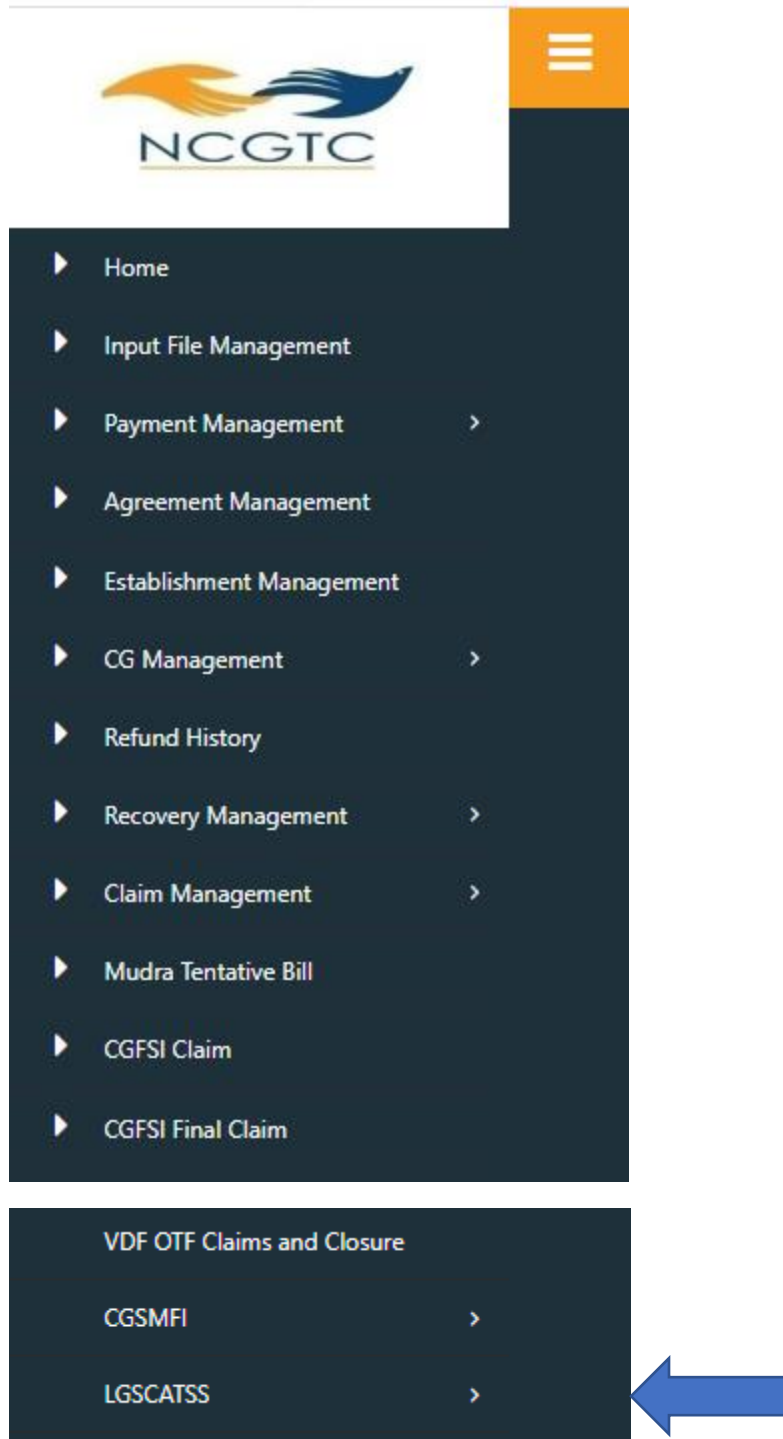 NCGTC
Home
Input File Management
Payment Management
Agreement Management
Establishment Management
CG Management
Refund History
Recovery Management
Claim Management
Mudra Tentative Bill
CGFSI Claim
CGFSI Final Claim
VDF OTF Claims and Closure
CGSMFI
LGSCATSS